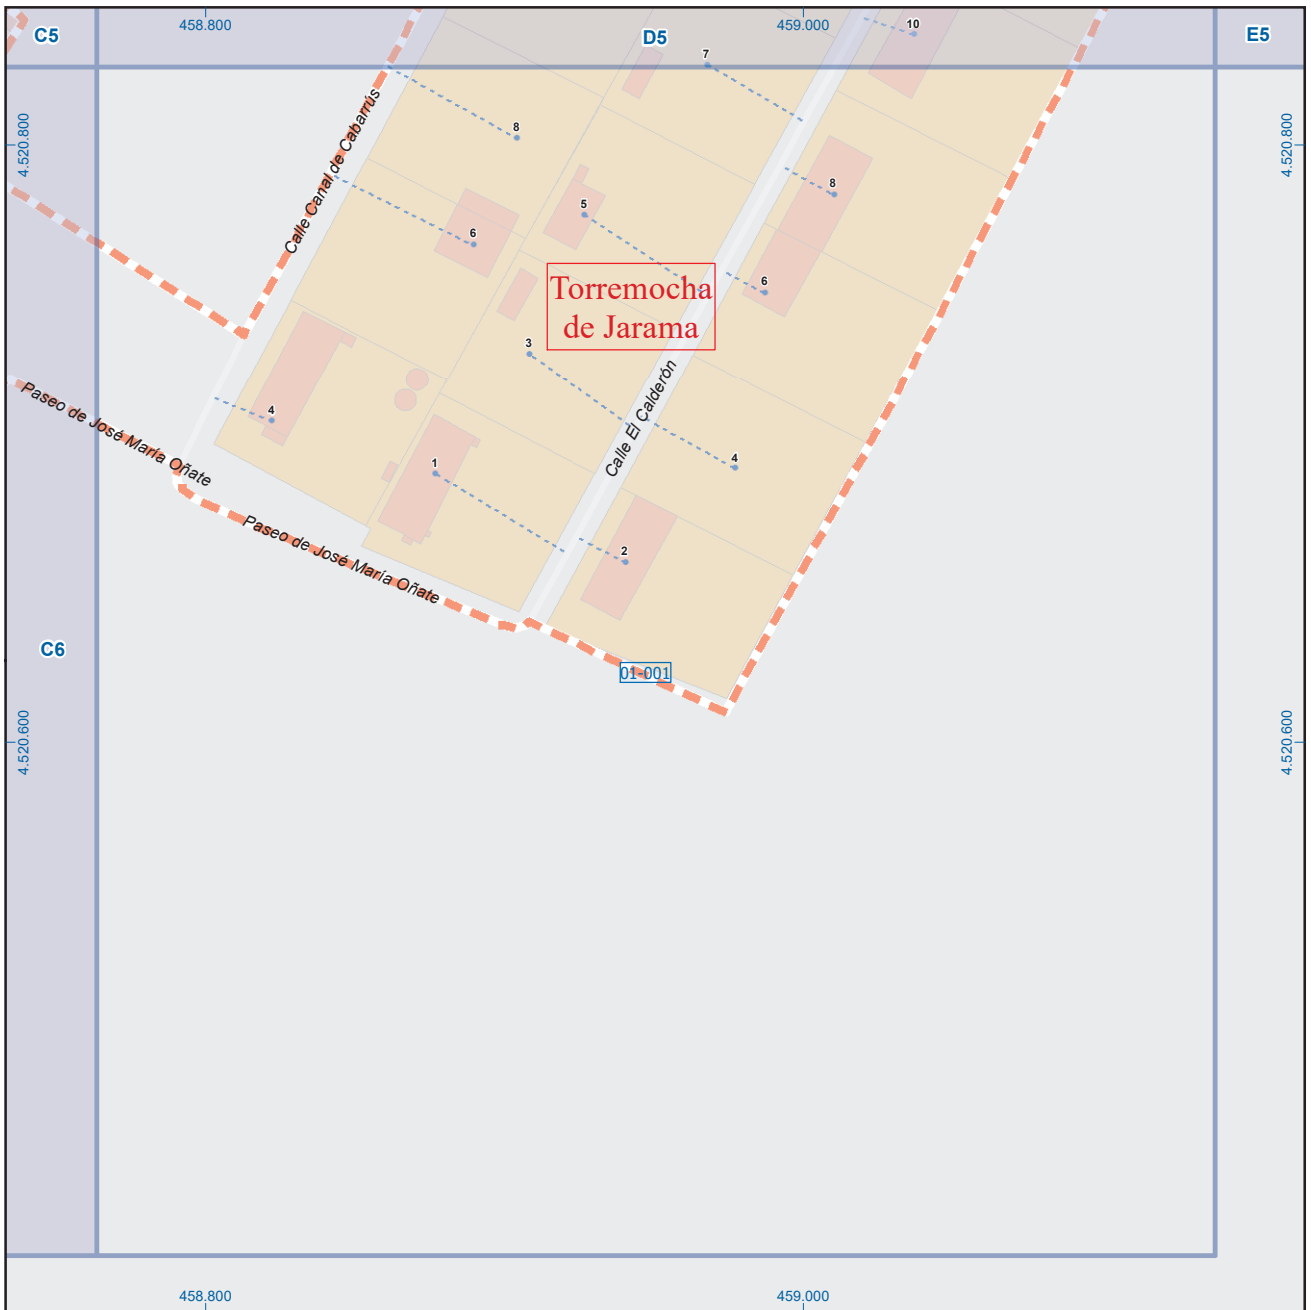 458.800
459.000
C5
D5
E5
10
7
4.520.800
4.520.800
Calle Canal de Cabarrús
8
8
5
6
6
Torremocha
de Jarama
3
Calle El Calderón
Paseo de José María Oñate
4
1
4
Paseo de José María Oñate
2
C6
01-001
4.520.600
4.520.600
458.800
459.000